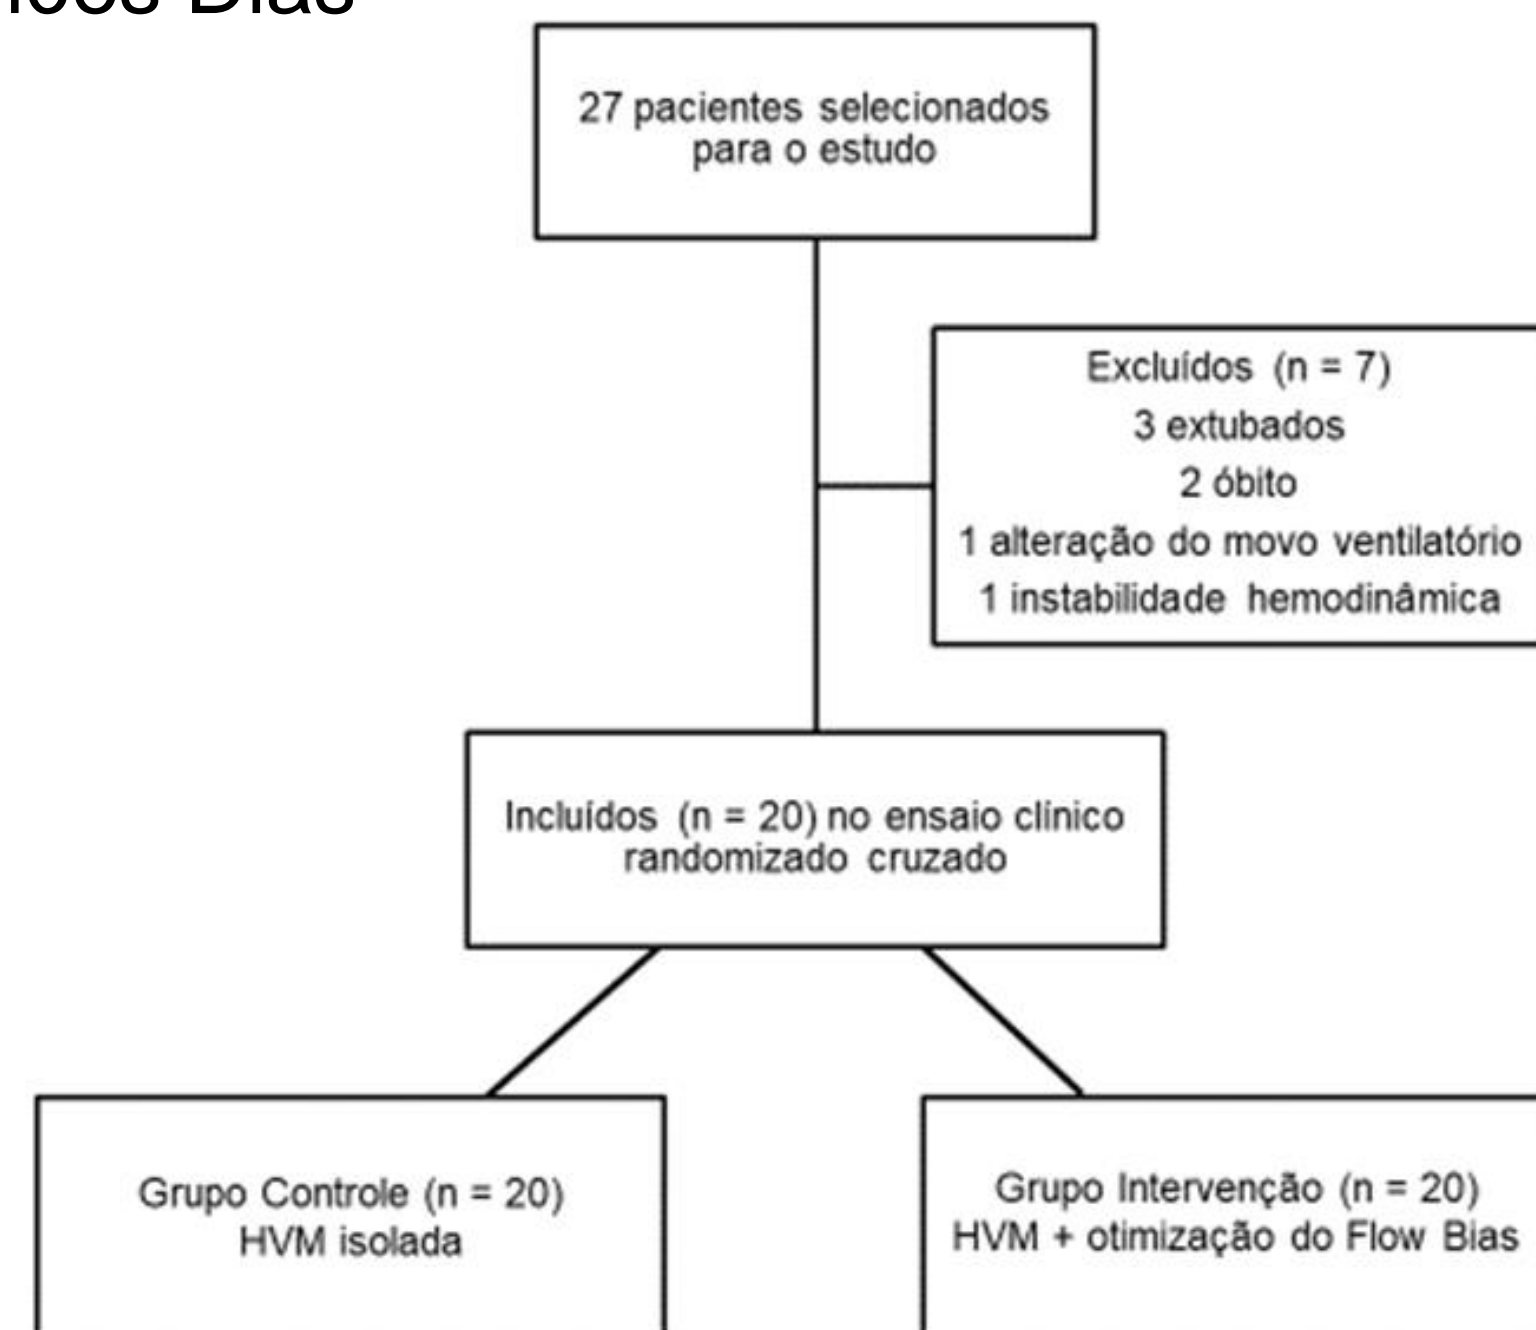 Dias
27 pacientes selecionados
para o estudo
Excluídos (n = 7)
3 extubados
2 óbito
1 alteração do movo ventilatório
1 instabilidade hemodinâmica
Incluídos (n = 20) no ensaio clínico
randomizado cruzado
Grupo Controle (n = 20)
HVM isolada
Grupo Intervenção (n = 20)
HVM + otimização do Flow Bias